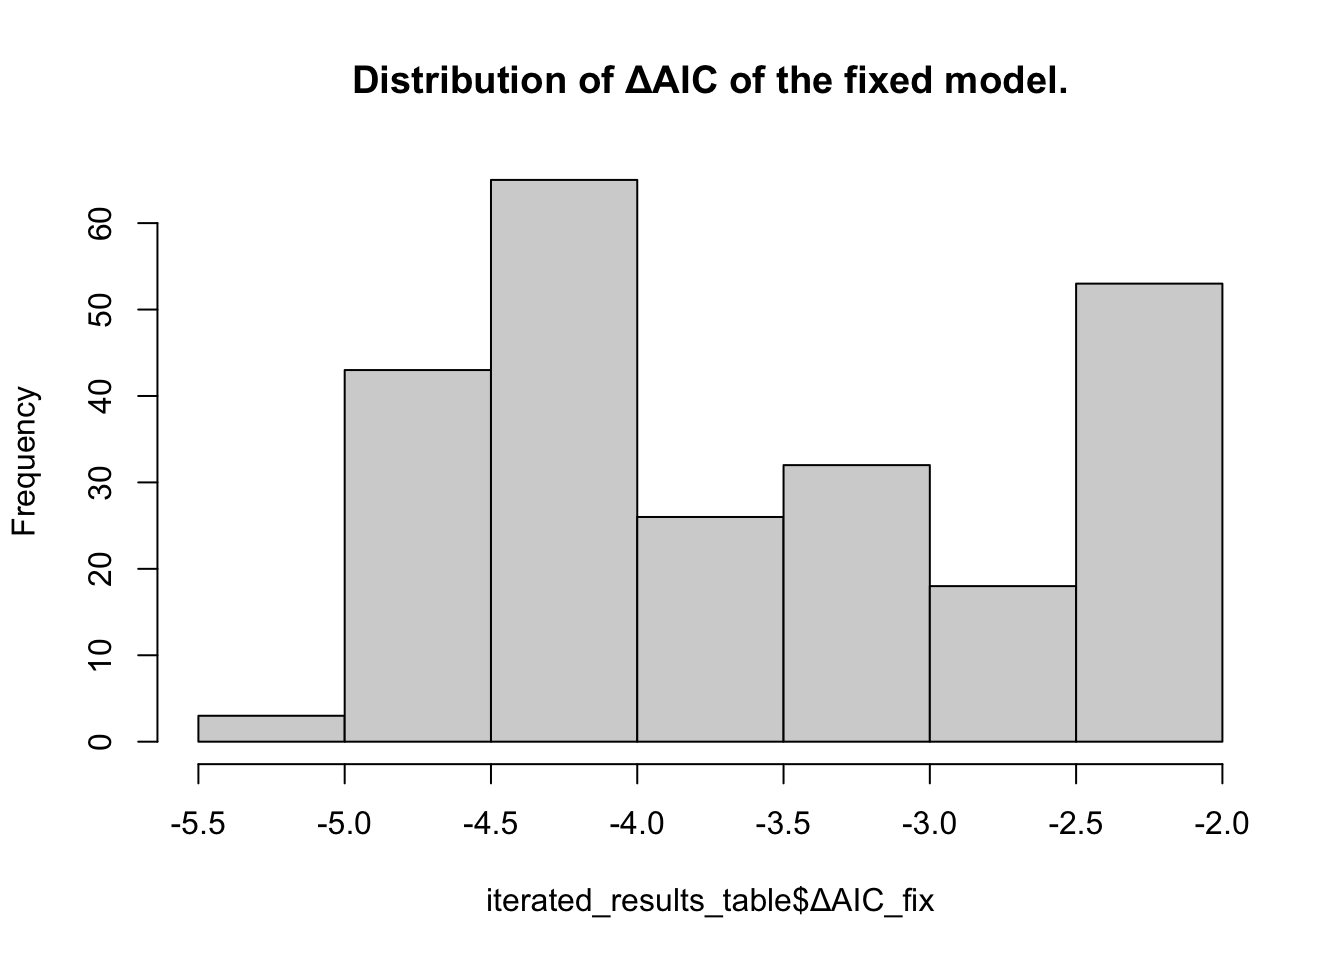 Distribution of ΔAIC of the fixed model.
Frequency
60
50
40
30
20
10
0
-5.5 -5.0 -4.5 -4.0 -3.5 -3.0 -2.5 -2.0
iterated_results_table$ΔAIC_fix